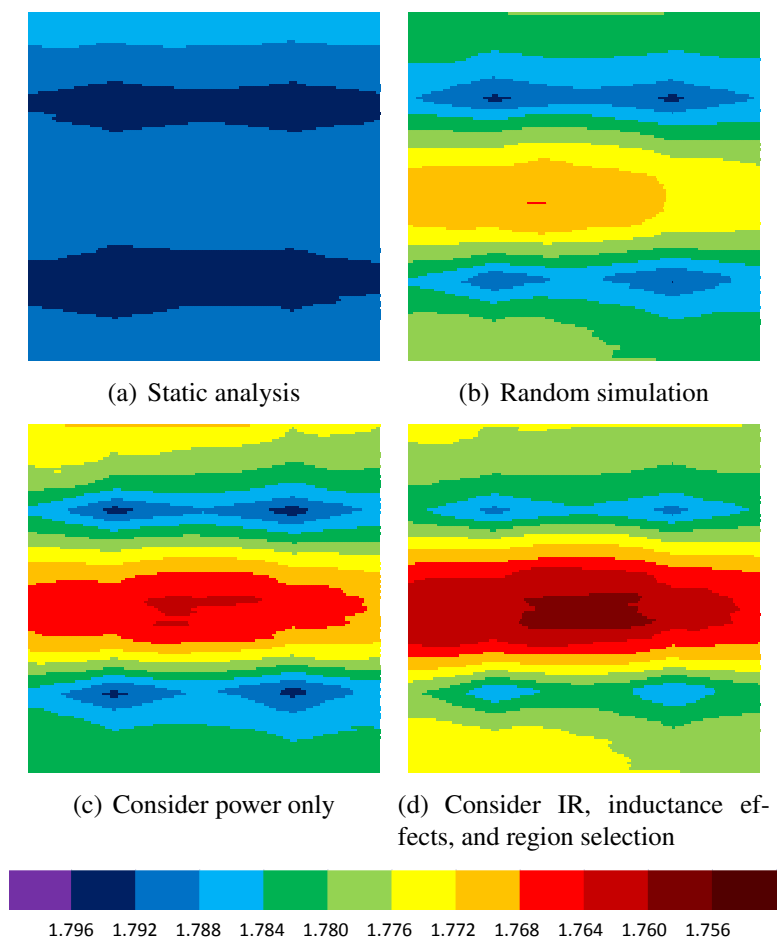 (a) Static analysis
(b) Random simulation
(c) Consider power only
(d) Consider IR, inductance ef-
fects, and region selection
1.796 1.792 1.788 1.784 1.780 1.776 1.772 1.768 1.764 1.760 1.756